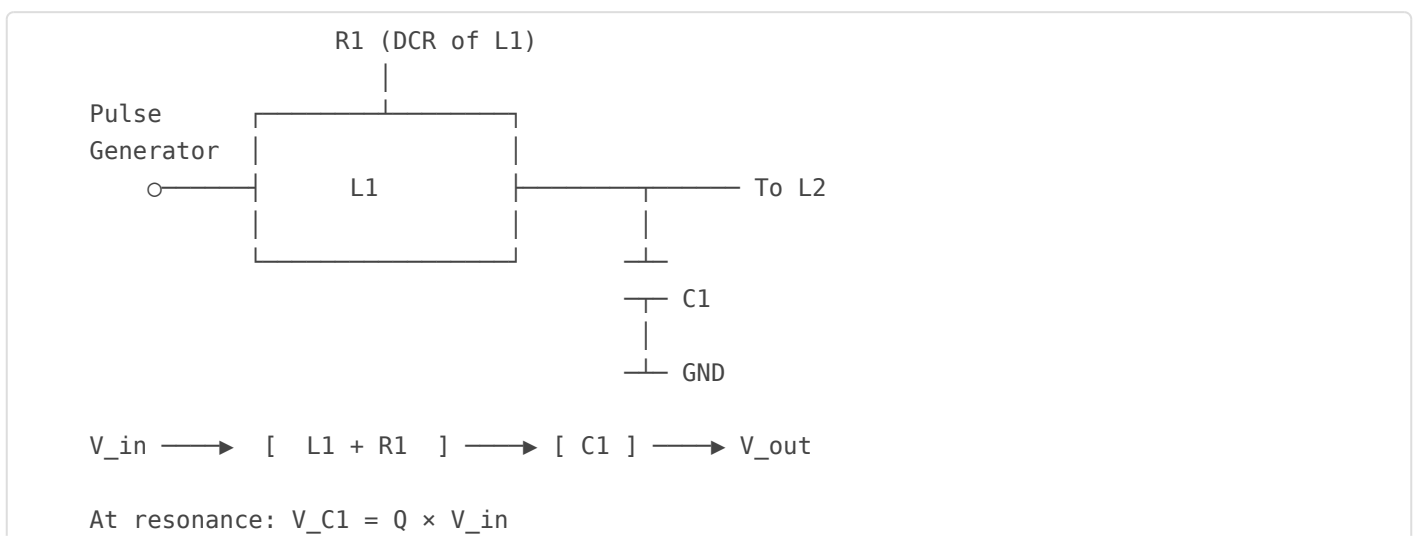 R1 (DCR of L1)
Pulse
Generator
L1
To L2
C1
GND
V_in ────▶ [ L1 + R1 ] ────▶ [ C1 ] ────▶ V_out
At resonance: V_C1 = Q × V_in